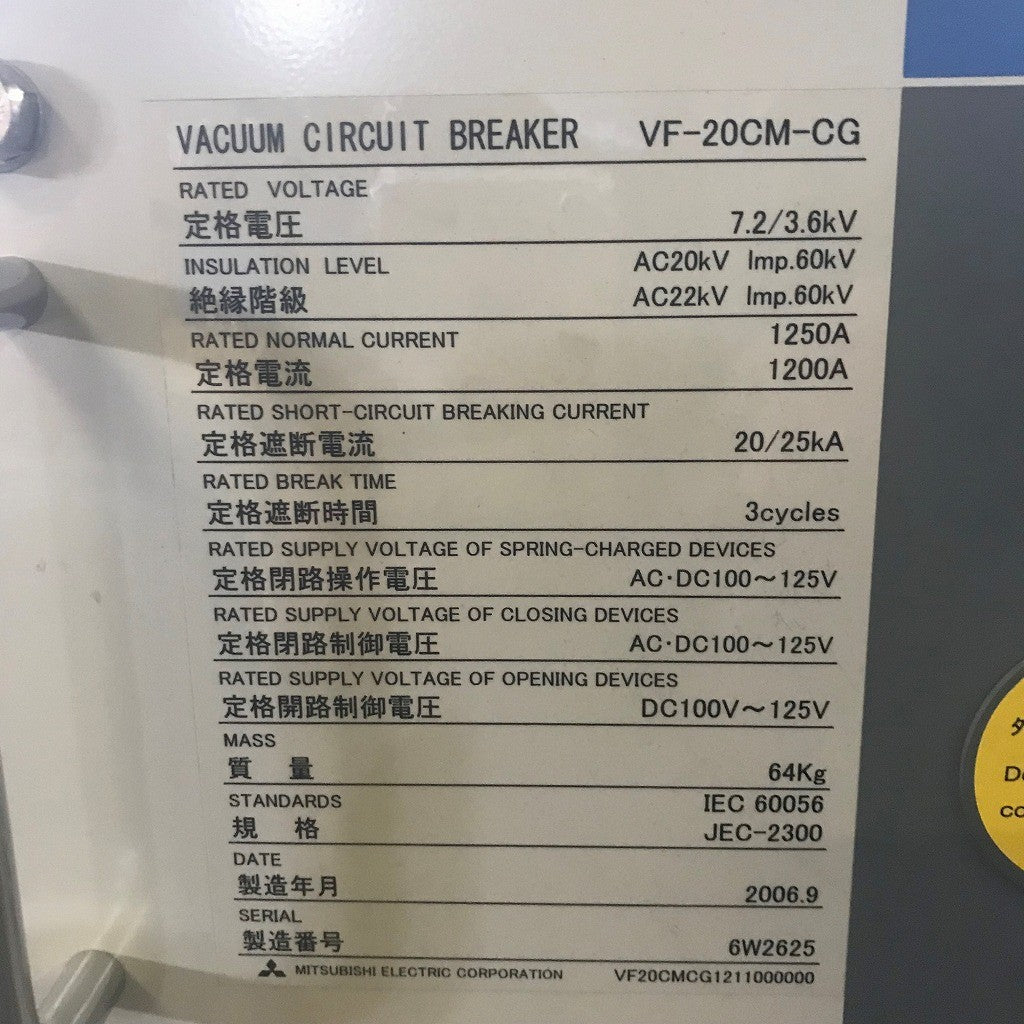 VACUUM CIRCUIT BREAKER VF-20CM-CG
RATED VOLTAGE
定格電圧 7.2/3.6kV
INSULATION LEVEL AC20kV Imp.60kV
絶縁階級 AC22kV Imp.60kV
RATED NORMAL CURRENT 1250A
定格電流 1200A
RATED SHORT-CIRCUIT BREAKING CURRENT
定格遮断電流 20/25kA
RATED BREAK TIME
定格遮断時間 3cycles
RATED SUPPLY VOLTAGE OF SPRING-CHARGED DEVICES
定格閉路操作電圧 AC・DC100～125V
RATED SUPPLY VOLTAGE OF CLOSING DEVICES
定格閉路制御電圧 AC・DC100～125V
RATED SUPPLY VOLTAGE OF OPENING DEVICES
定格開路制御電圧 DC100V～125V
MASS
質 量 64Kg
STANDARDS IEC 60056
規 格 JEC-2300
DATE
製造年月 2006.9
SERIAL
製造番号 6W2625
MITSUBISHI ELECTRIC CORPORATION VF20CMCG1211000000